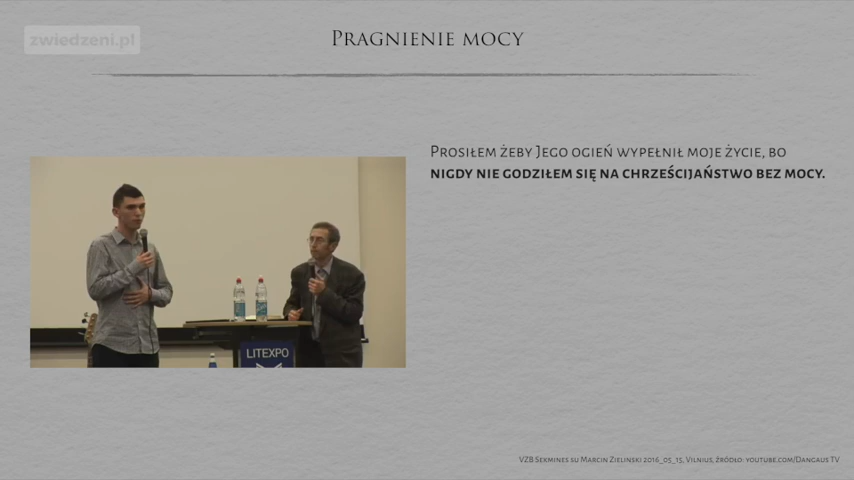 zwiedzeni.pl
Pragnienie mocy
Prosiłem żeby Jego ogień wypełnił moje życie, bo
nigdy nie godziłem się na chrześcijaństwo bez mocy.
LITEXPO
VZB Sekmines su Marcin Zielinski 2016_05_15, Vilnius, źródło: youtube.com/Dangaus TV